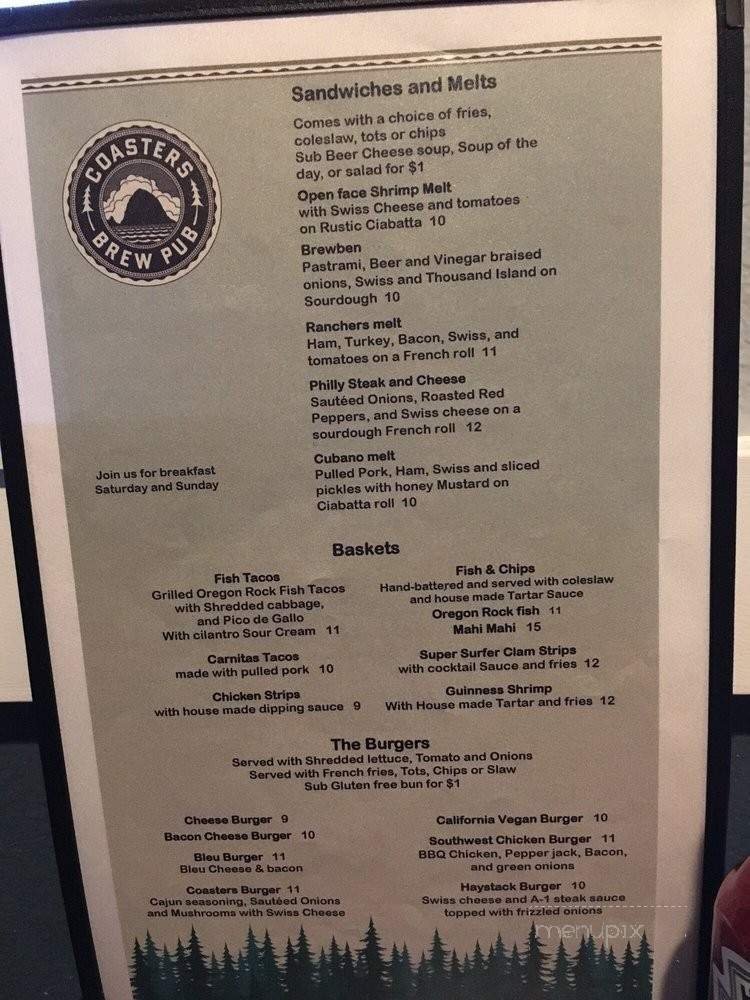 COASTERS
BREW PUB
Sandwiches and Melts
Comes with a choice of fries,
coleslaw, tots or chips
Sub Beer Cheese soup, Soup of the
day, or salad for $1
Open face Shrimp Melt
with Swiss Cheese and tomatoes
on Rustic Ciabatta 10
Brewben
Pastrami, Beer and Vinegar braised
onions, Swiss and Thousand Island on
Sourdough 10
Ranchers melt
Ham, Turkey, Bacon, Swiss, and
tomatoes on a French roll 11
Philly Steak and Cheese
Sautéed Onions, Roasted Red
Peppers, and Swiss cheese on a
sourdough French roll 12
Cubano melt
Pulled Pork, Ham, Swiss and sliced
pickles with honey Mustard on
Ciabatta roll 10
Join us for breakfast
Saturday and Sunday
Baskets
Fish Tacos
Grilled Oregon Rock Fish Tacos
with Shredded cabbage,
and Pico de Gallo
With cilantro Sour Cream 11
Carnitas Tacos
made with pulled pork 10
Chicken Strips
with house made dipping sauce 9
Fish & Chips
Hand-battered and served with coleslaw
and house made Tartar Sauce
Oregon Rock fish 11
Mahi Mahi 15
Super Surfer Clam Strips
with cocktail Sauce and fries 12
Guinness Shrimp
With House made Tartar and fries 12
The Burgers
Served with Shredded lettuce, Tomato and Onions
Served with French fries, Tots, Chips or Slaw
Sub Gluten free bun for $1
Cheese Burger 9
Bacon Cheese Burger 10
Bleu Burger 11
Bleu Cheese & bacon
Coasters Burger 11
Cajun seasoning, Sautéed Onions
and Mushrooms with Swiss Cheese
California Vegan Burger 10
Southwest Chicken Burger 11
BBQ Chicken, Pepper jack, Bacon,
and green onions
Haystack Burger 10
Swiss cheese and A-1 steak sauce
topped with frizzled onions
menupix